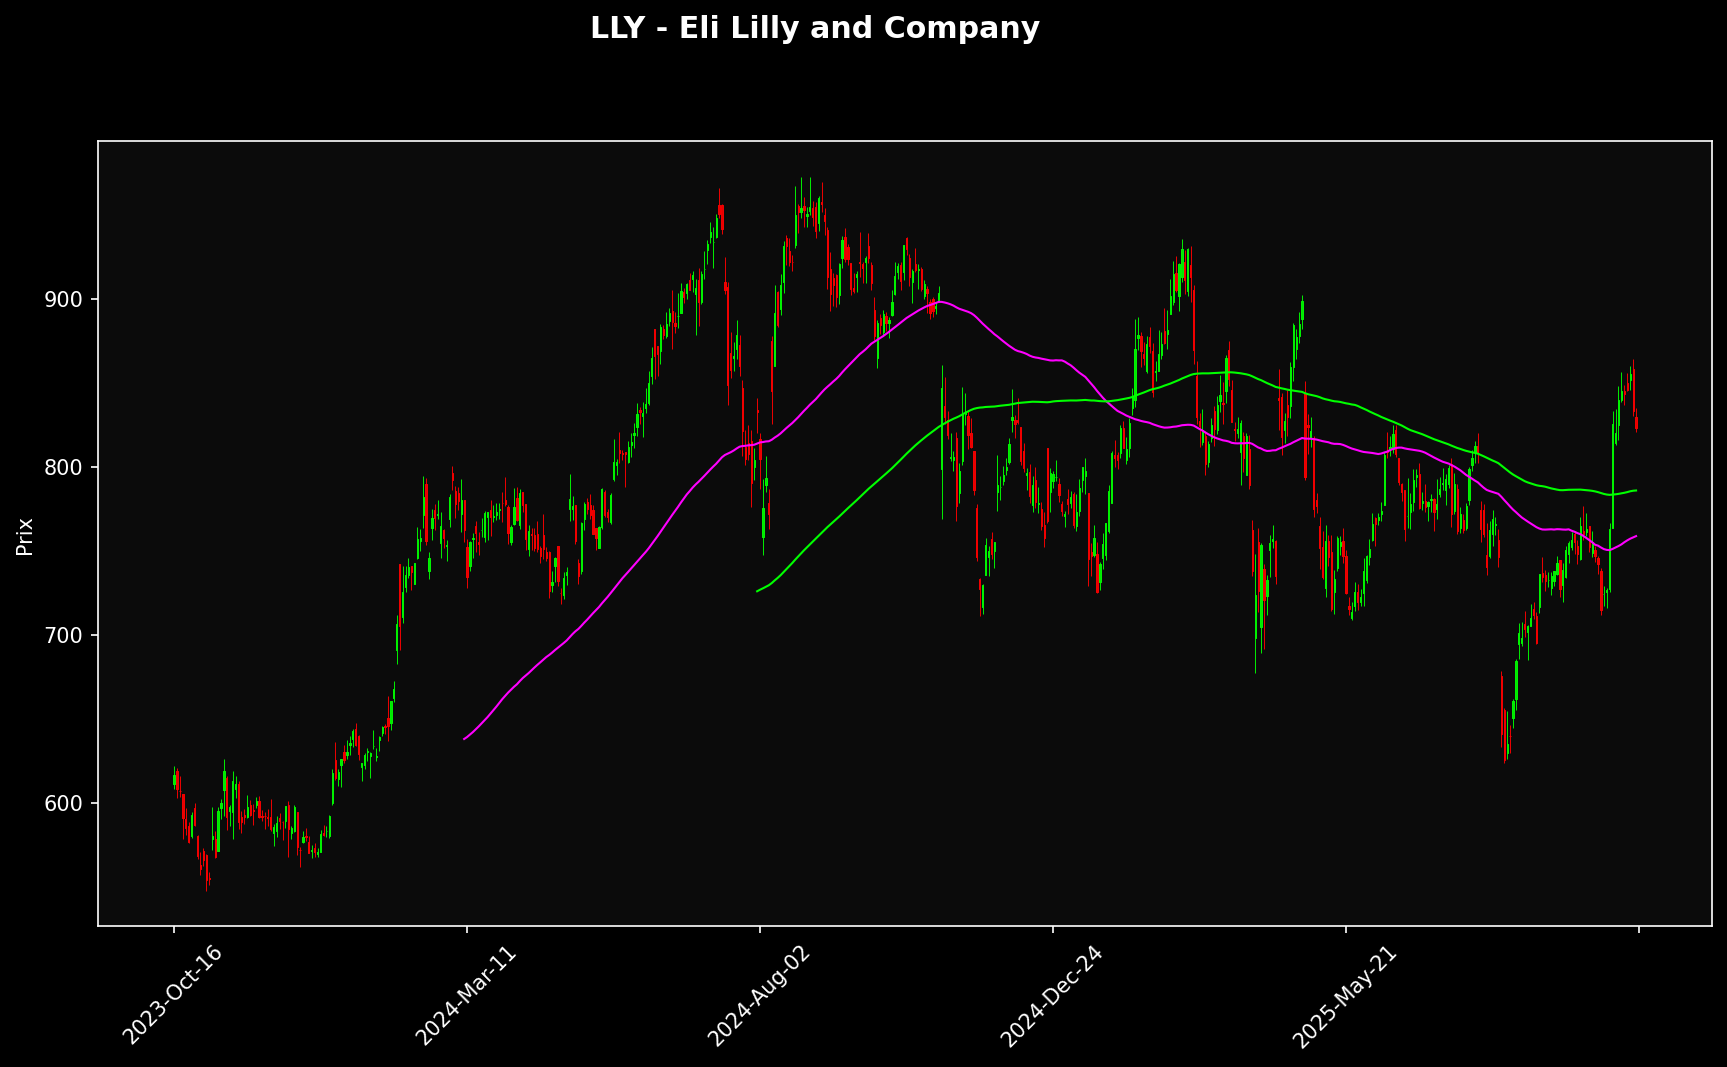 LLY - Eli Lilly and Company
Prix
900
800
700
600
2023-Oct-16
2024-Mar-11
2024-Aug-02
2024-Dec-24
2025-May-21